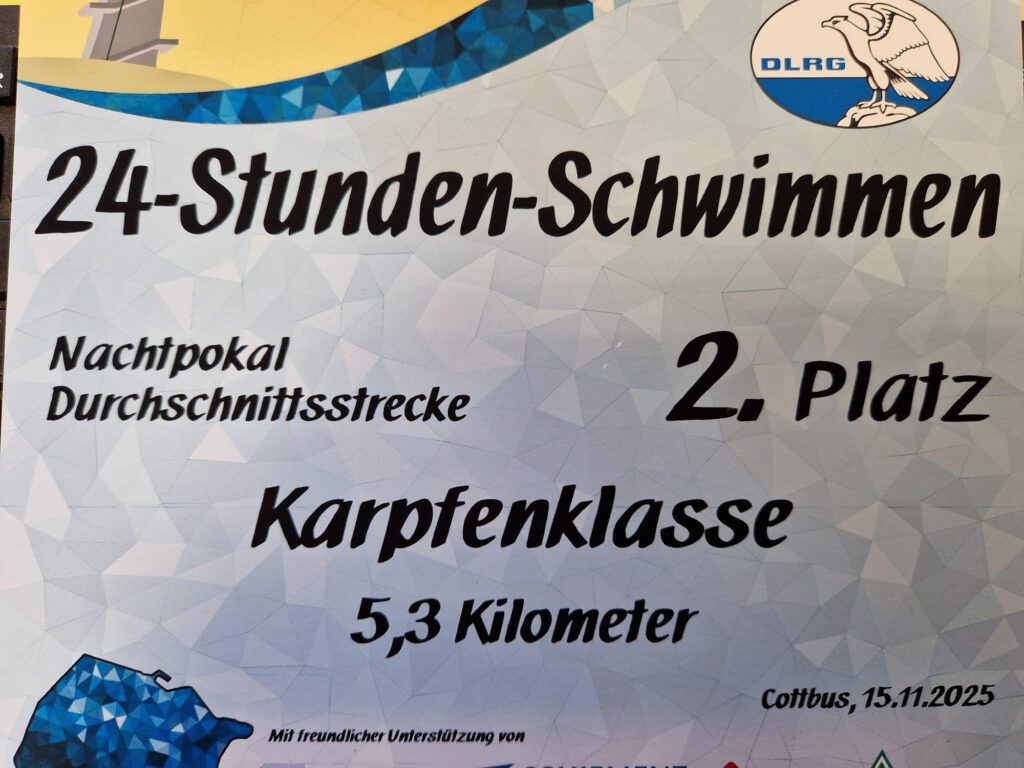 DLRG
24-Stunden-Schwimmen
Nachtpokal
Durchschnittsstrecke
2. Platz
Karpfenklasse
5,3 Kilometer
Cottbus, 15.11.2025
Mit freundlicher Unterstützung von